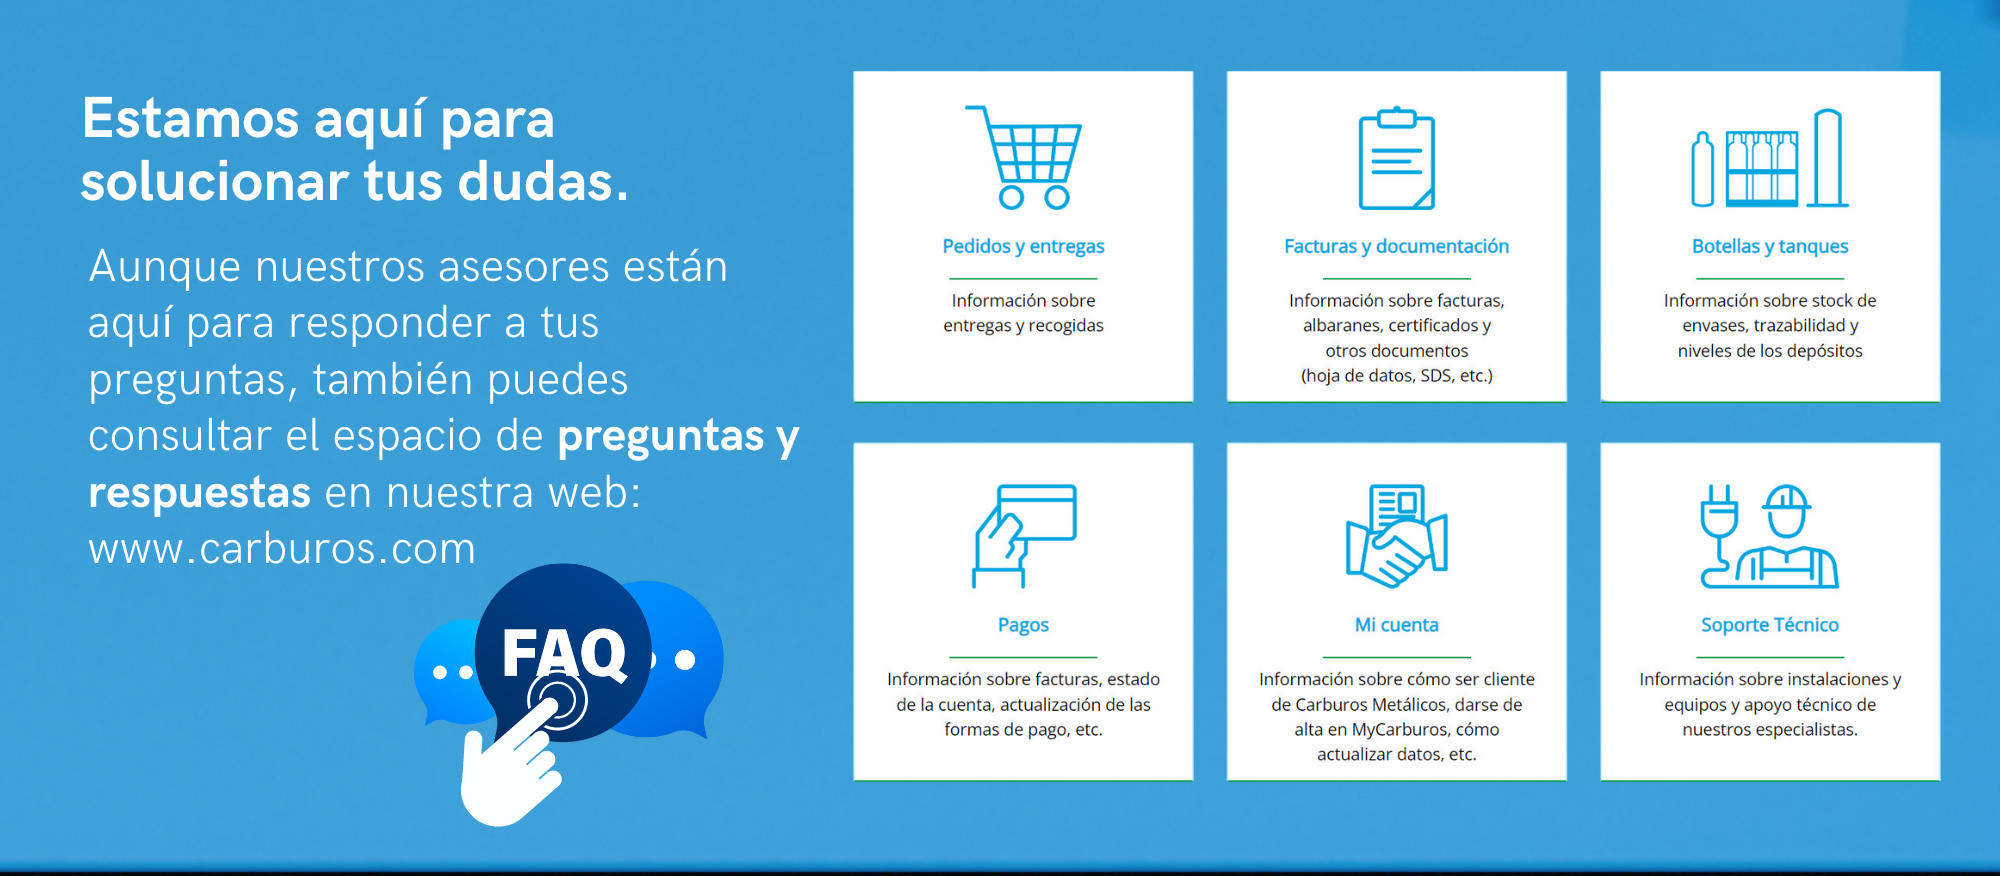 Estamos aquí para
solucionar tus dudas.
Aunque nuestros asesores están
aquí para responder a tus
preguntas, también puedes
consultar el espacio de preguntas y
respuestas en nuestra web:
www.carburos.com
FAQ
Pedidos y entregas
Información sobre
entregas y recogidas
Facturas y documentación
Información sobre facturas,
albaranes, certificados y
otros documentos
(hoja de datos, SDS, etc.)
Botellas y tanques
Información sobre stock de
envases, trazabilidad y
niveles de los depósitos
Pagos
Información sobre facturas, estado
de la cuenta, actualización de las
formas de pago, etc.
Mi cuenta
Información sobre cómo ser cliente
de Carburos Metálicos, darse de
alta en MyCarburos, cómo
actualizar datos, etc.
Soporte Técnico
Información sobre instalaciones y
equipos y apoyo técnico de
nuestros especialistas.